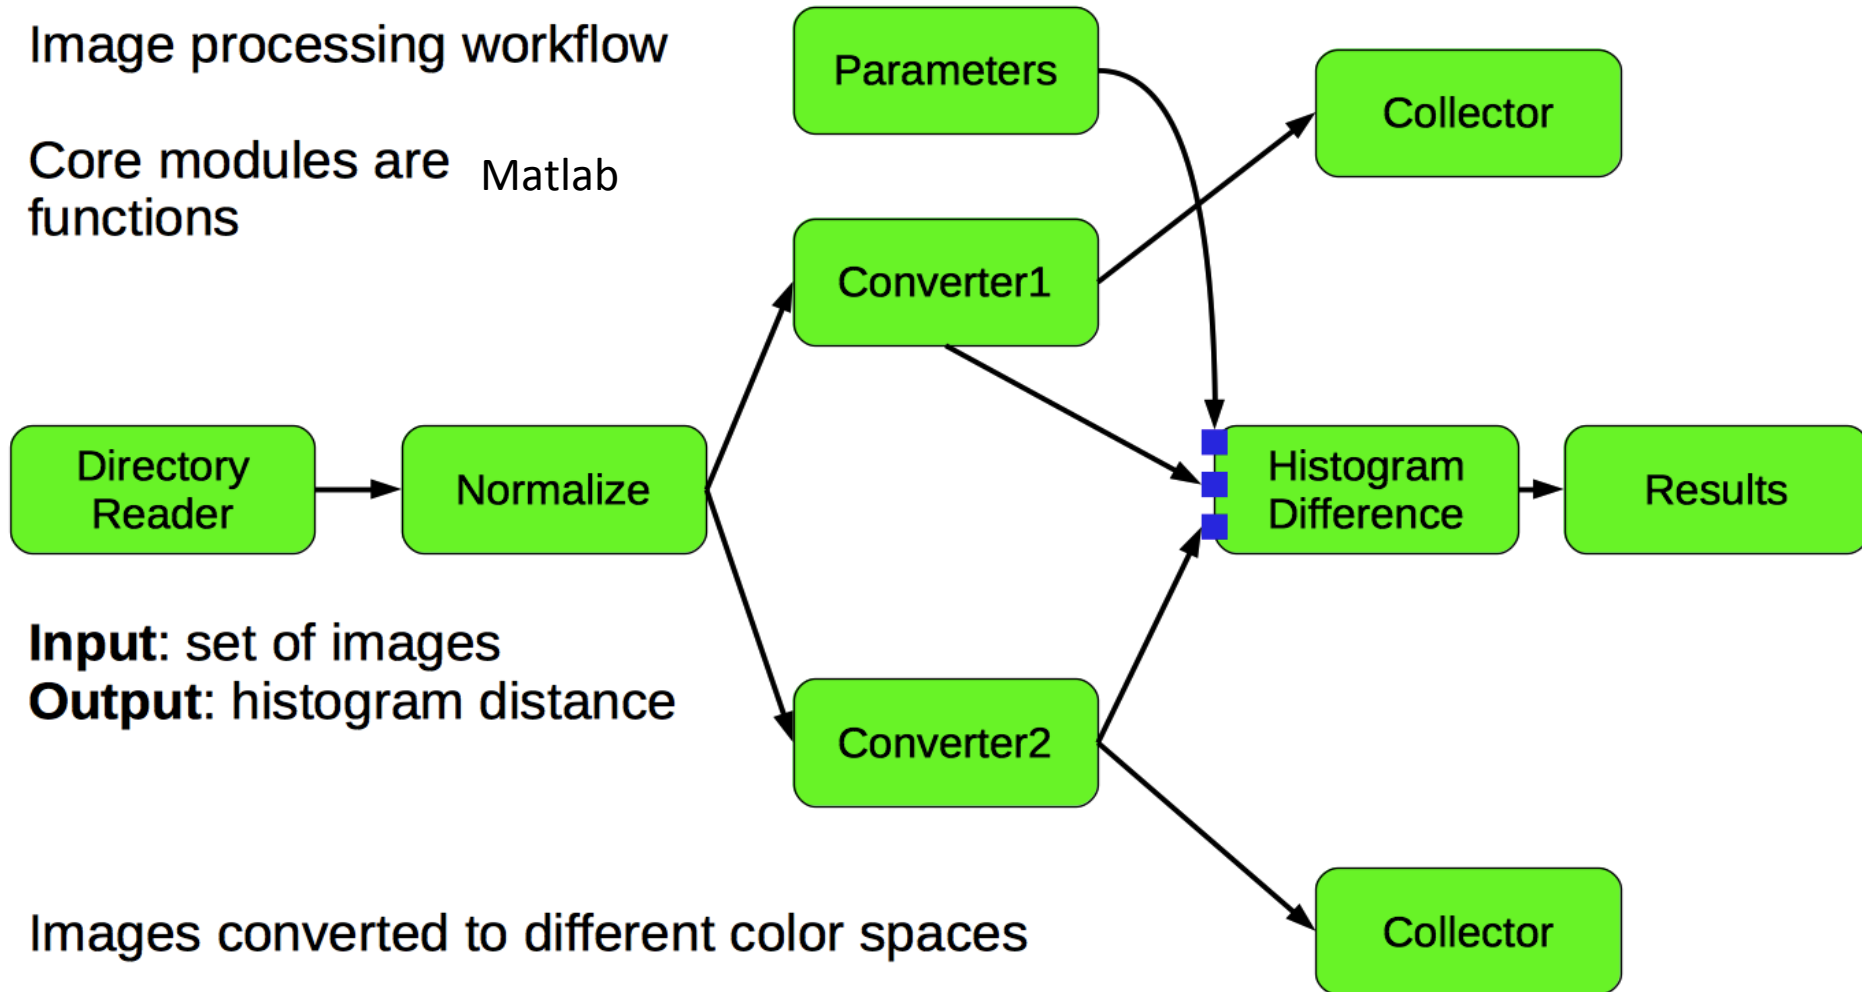 Image processing workflow
Core modules are Matlab
functions
Parameters
Collector
Converter1
Directory
Reader
Normalize
Histogram
Difference
Results
Input: set of images
Output: histogram distance
Converter2
Images converted to different color spaces
Collector